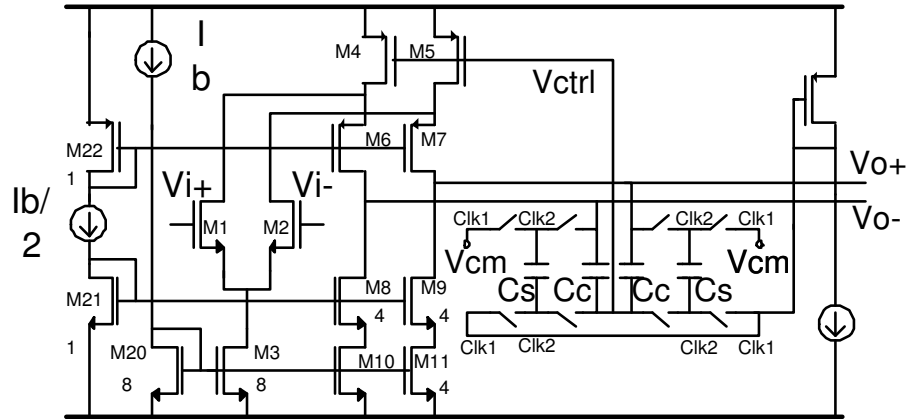 I
b
M4
M5
Vctrl
M22
1
M6
M7
Vi+
Vi-
Vo+
Vo-
Ib/
2
M1
M2
Clk1
Clk2
Clk2
Clk1
Vcm
Vcm
Cs
Cc
Cc
Cs
M21
M8
4
M9
4
1
M20
8
M3
8
M10
M11
4
Clk1
Clk2
Clk2
Clk1